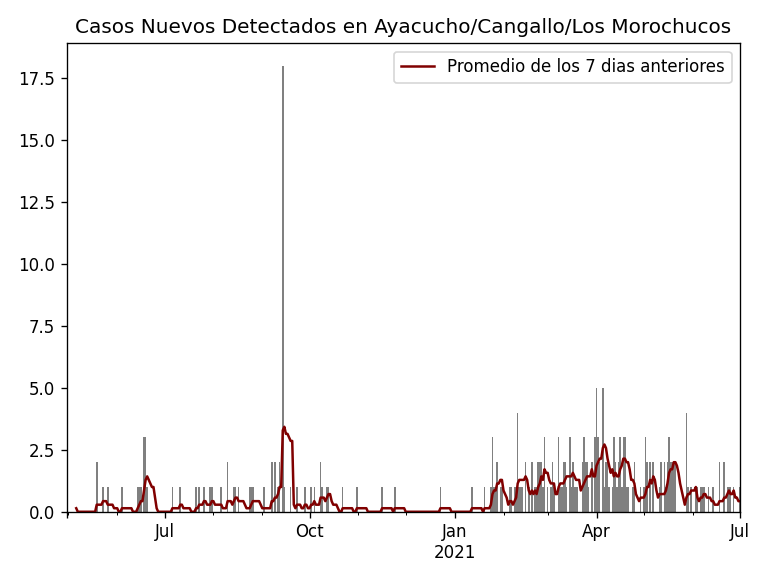 Casos Nuevos Detectados en Ayacucho/Cangallo/Los Morochucos
Promedio de los 7 dias anteriores
17.5
15.0
12.5
10.0
7.5
5.0
2.5
0.0
Jul
Oct
Jan
2021
Apr
Jul